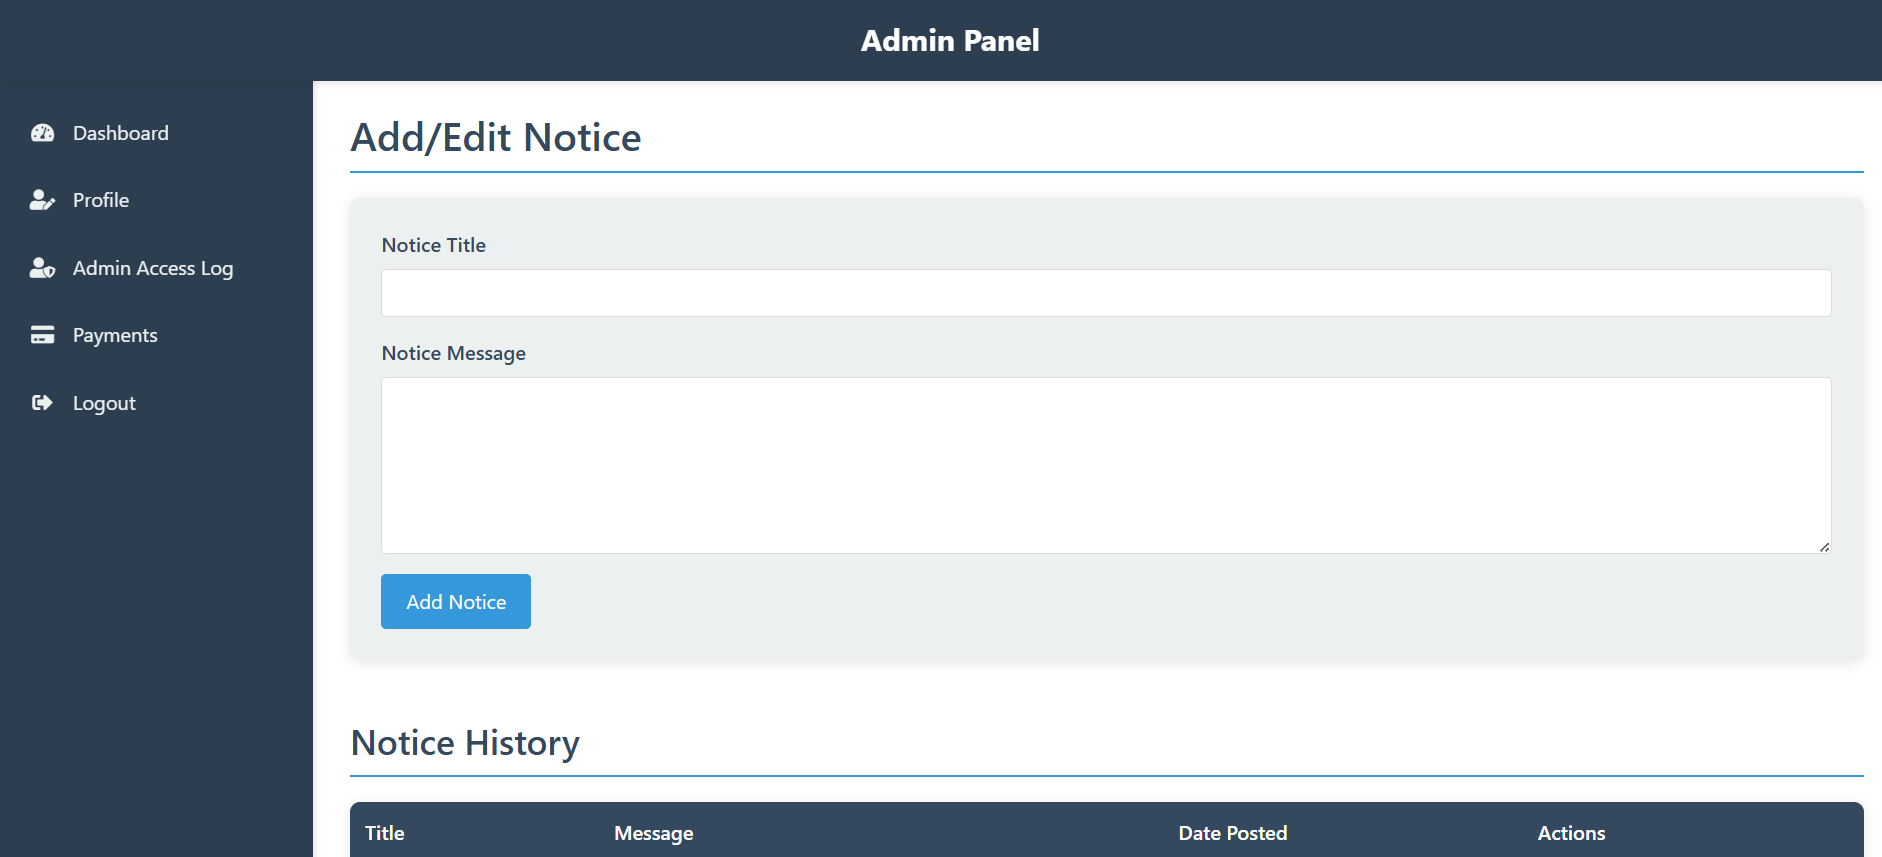 Admin Panel
Dashboard
Profile
Admin Access Log
Payments
Logout
Add/Edit Notice
Notice Title
Notice Message
Add Notice
Notice History
Title Message Date Posted Actions